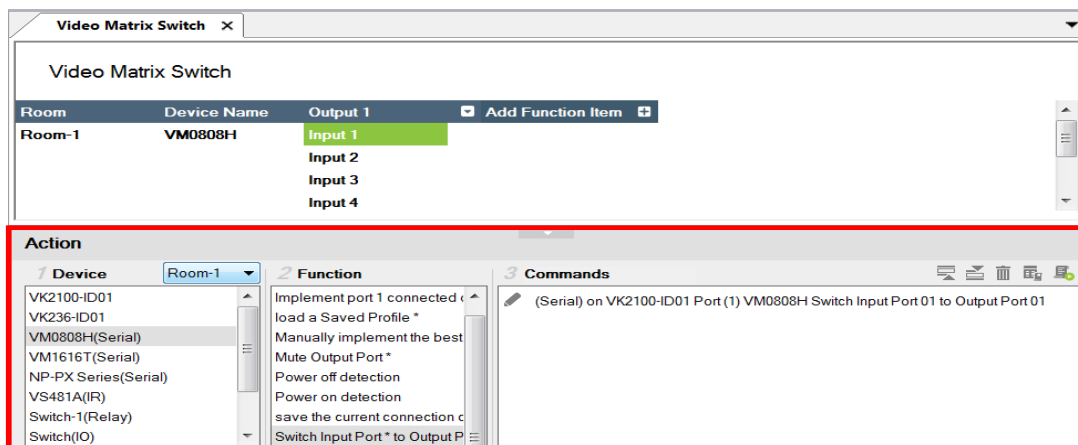 Video Matrix Switch X
Video Matrix Switch
Room Device Name Output 1 Add Function Item
Room-1 VM0808H Input 1
Input 2
Input 3
Input 4
Action
1 Device Room-1 2 Function 3 Commands
VK2100-ID01 Implement port 1 connected (Serial) on VK2100-ID01 Port (1) VM0808H Switch Input Port 01 to Output Port 01
VK236-ID01 load a Saved Profile *
VM0808H(Serial) Manually implement the best
VM1616T(Serial) Mute Output Port *
NP-PX Series(Serial) Power off detection
VS481A(IR) Power on detection
Switch-1(Relay) save the current connection
Switch(IO) Switch Input Port * to Output P